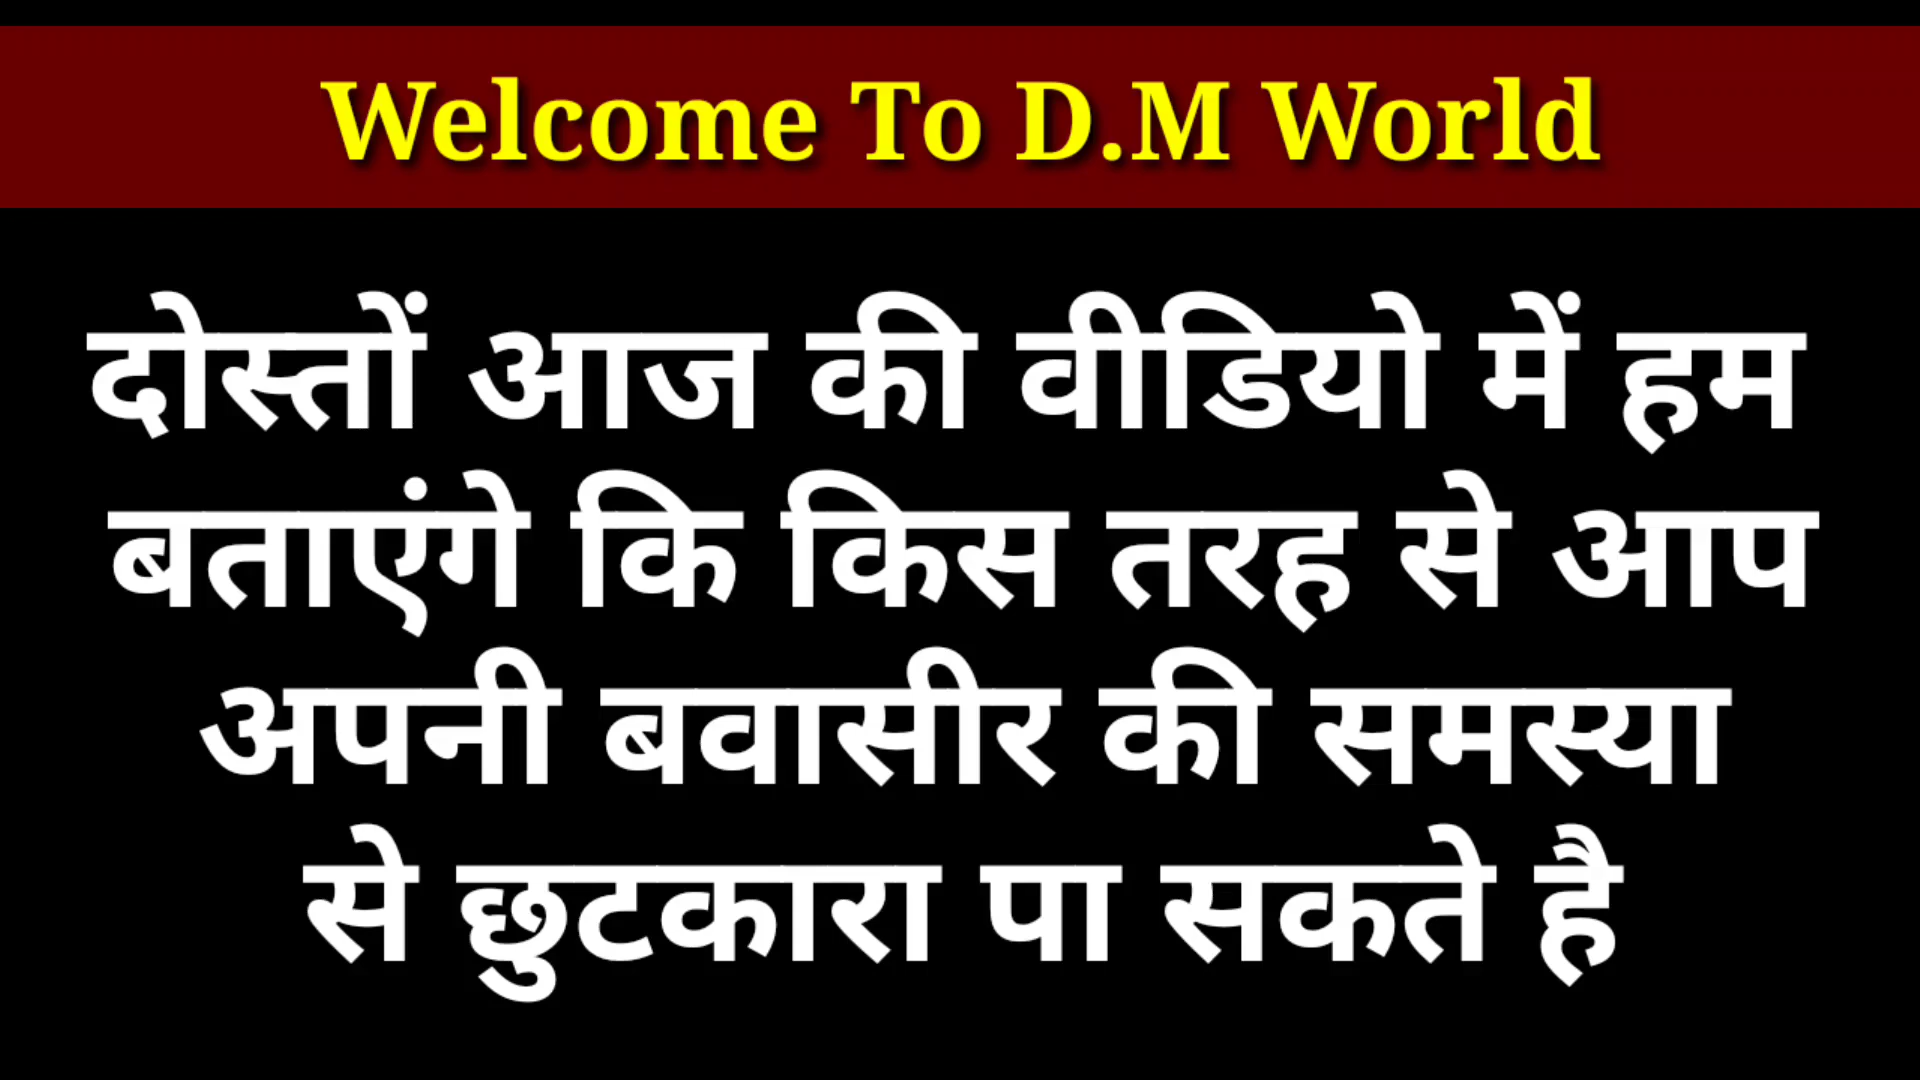 Welcome To D.M World
दोस्तों आज की वीडियो में हम
बताएंगे कि किस तरह से आप
अपनी बवासीर की समस्या
से छुटकारा पा सकते है